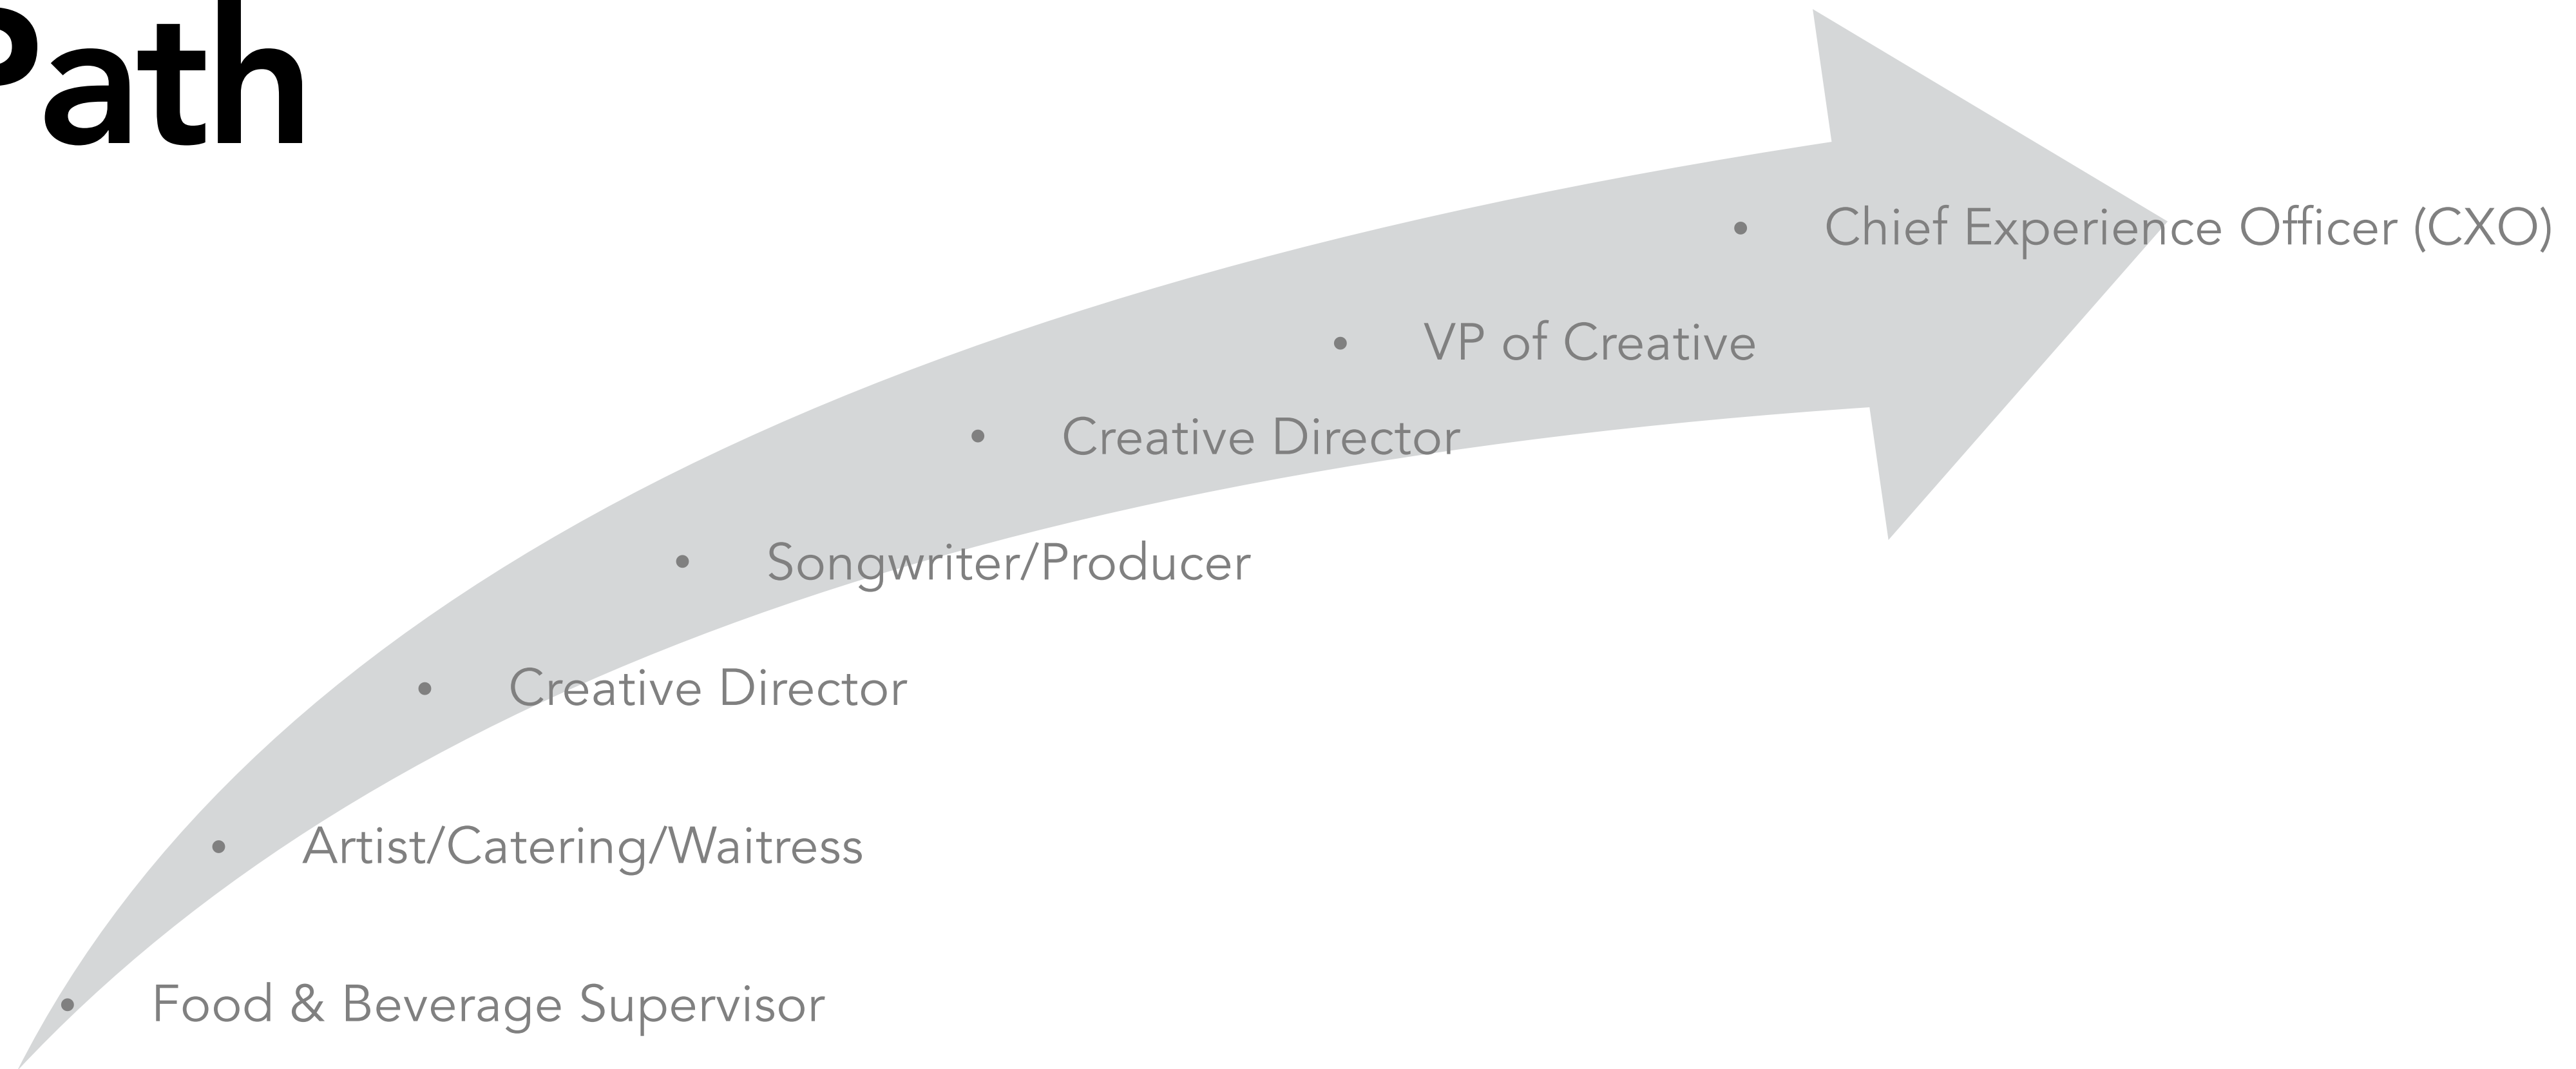 Path
• Chief Experience Officer (CXO)
• VP of Creative
• Creative Director
• Songwriter/Producer
• Creative Director
• Artist/Catering/Waitress
• Food & Beverage Supervisor